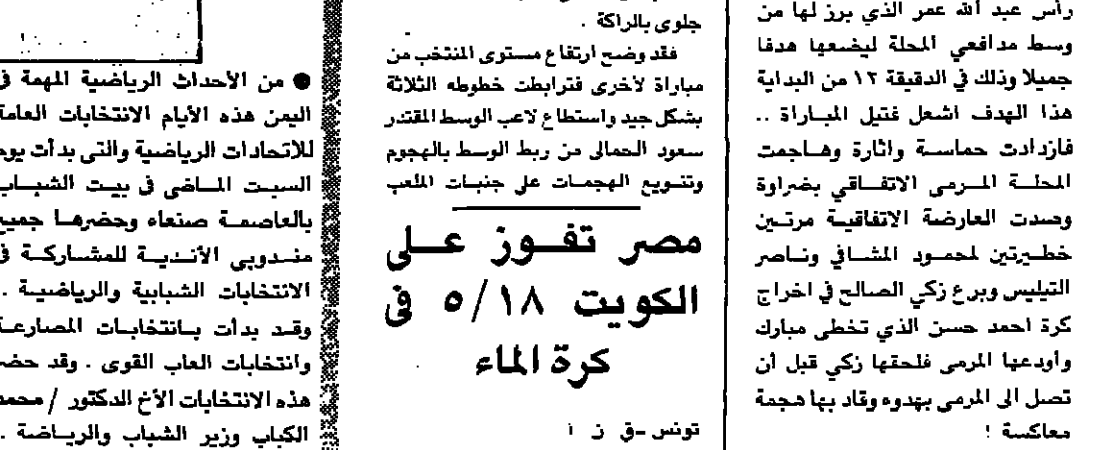 رأس عبد الله عمر الذي برز لها من
وسط مدافعي المحلة ليضعها هدفا
جميلا وذلك في الدقيقة ١٢ من البداية
هذا الهدف اشعل فتيل المباراة ..
فازدادت حماسة واثارة وهاجمت
المحلة المرمى الاتفاقي بضراوة
وصدت العارضة الاتفاقية مرتين
خطيرتين لمحمود المشافي وناصر
التيليس وبرع زكي الصالح في اخراج
كرة احمد حسن الذي تخطى مبارك
وأودعها المرمى فلحقها زكي قبل أن
تصل الى المرمى بهدوء وقاد بها هجمة
معاكسة !
جلوى بالراكة .
فقد وضح ارتفاع مستوى المنتخب من
مباراة لأخرى فترابطت خطوطه الثلاثة
بشكل جيد واستطاع لاعب الوسط المقتدر
سعود الحمالى من ربط الوسط بالهجوم
وتنويع الهجمات على جنبات الملعب
مصر تفوز على
الكويت ٥/١٨ فى
كرة الماء
تونس -ق ن أ
● من الأحداث الرياضية المهمة في
اليمن هذه الأيام الانتخابات العامة
للاتحادات الرياضية والتى بدأت يوم
السبت الماضى فى بيت الشباب
بالعاصمة صنعاء وحضرها جميع
مندوبي الأندية للمشاركة في
الانتخابات الشبابية والرياضية .
وقد بدأت بانتخابات المصارعة
وانتخابات العاب القوى . وقد حضر
هذه الانتخابات الأخ الدكتور / محمد
الكباب وزير الشباب والرياضة .